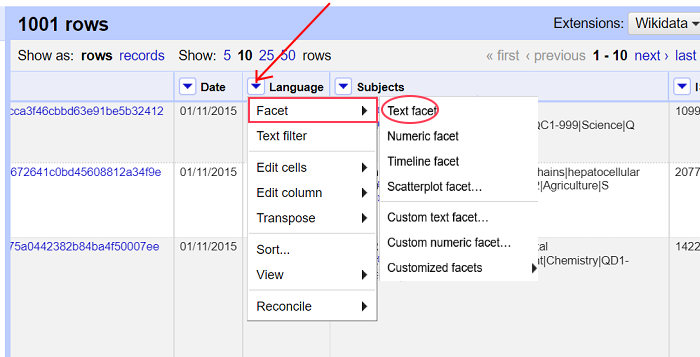 1001 rows
Extensions: Wikidata
Show as: rows records Show: 5 10 25 50 rows
« first ‹ previous 1 - 10 next › last
Date Language Subjects
cca3f46cbbd63e91be5b32412 01/11/2015 1099
Facet
Text filter
Edit cells
Edit column
Transpose
Sort...
View
Reconcile
Text facet
Numeric facet
Timeline facet
Scatterplot facet...
Custom text facet...
Custom numeric facet...
Customized facets
QC1-999|Science|Q
672641c0bd45608812a34f9e 01/11/2015 hains|hepatocellular 2077
2|Agriculture|S
75a0442382b84ba4f50007ee 01/11/2015 tal 1422
nt|Chemistry|QD1-